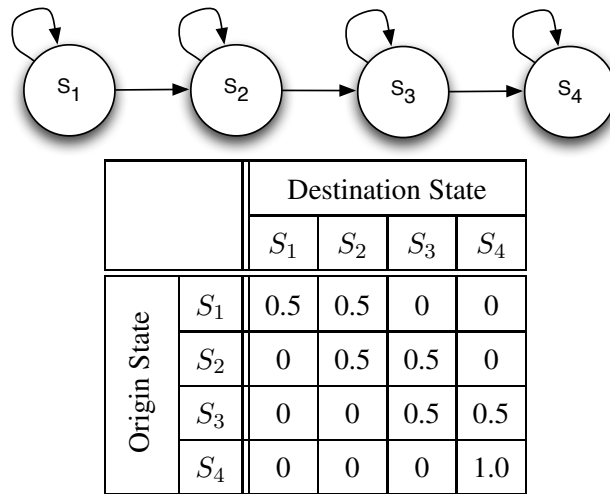 S1 S2 S3 S4
Destination State
S1 S2 S3 S4
Origin State
S1 0.5 0.5 0 0
S2 0 0.5 0.5 0
S3 0 0 0.5 0.5
S4 0 0 0 1.0